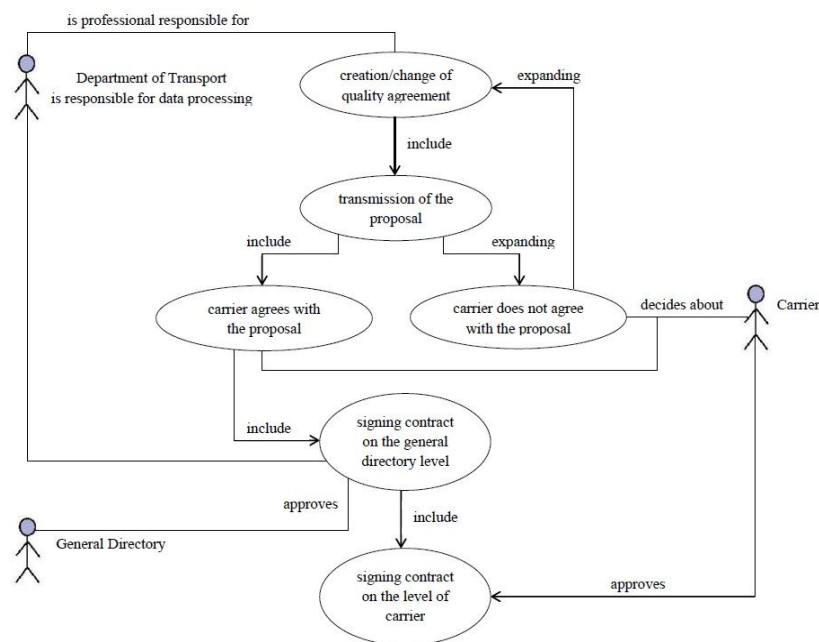 is professional responsible for
Department of Transport
is responsible for data processing
creation/change of
quality agreement
expanding
include
transmission of the
proposal
include
expanding
carrier agrees with
the proposal
carrier does not agree
with the proposal
decides about
Carrier
include
signing contract
on the general
directory level
approves
General Directory
include
signing contract
on the level of
carrier
approves